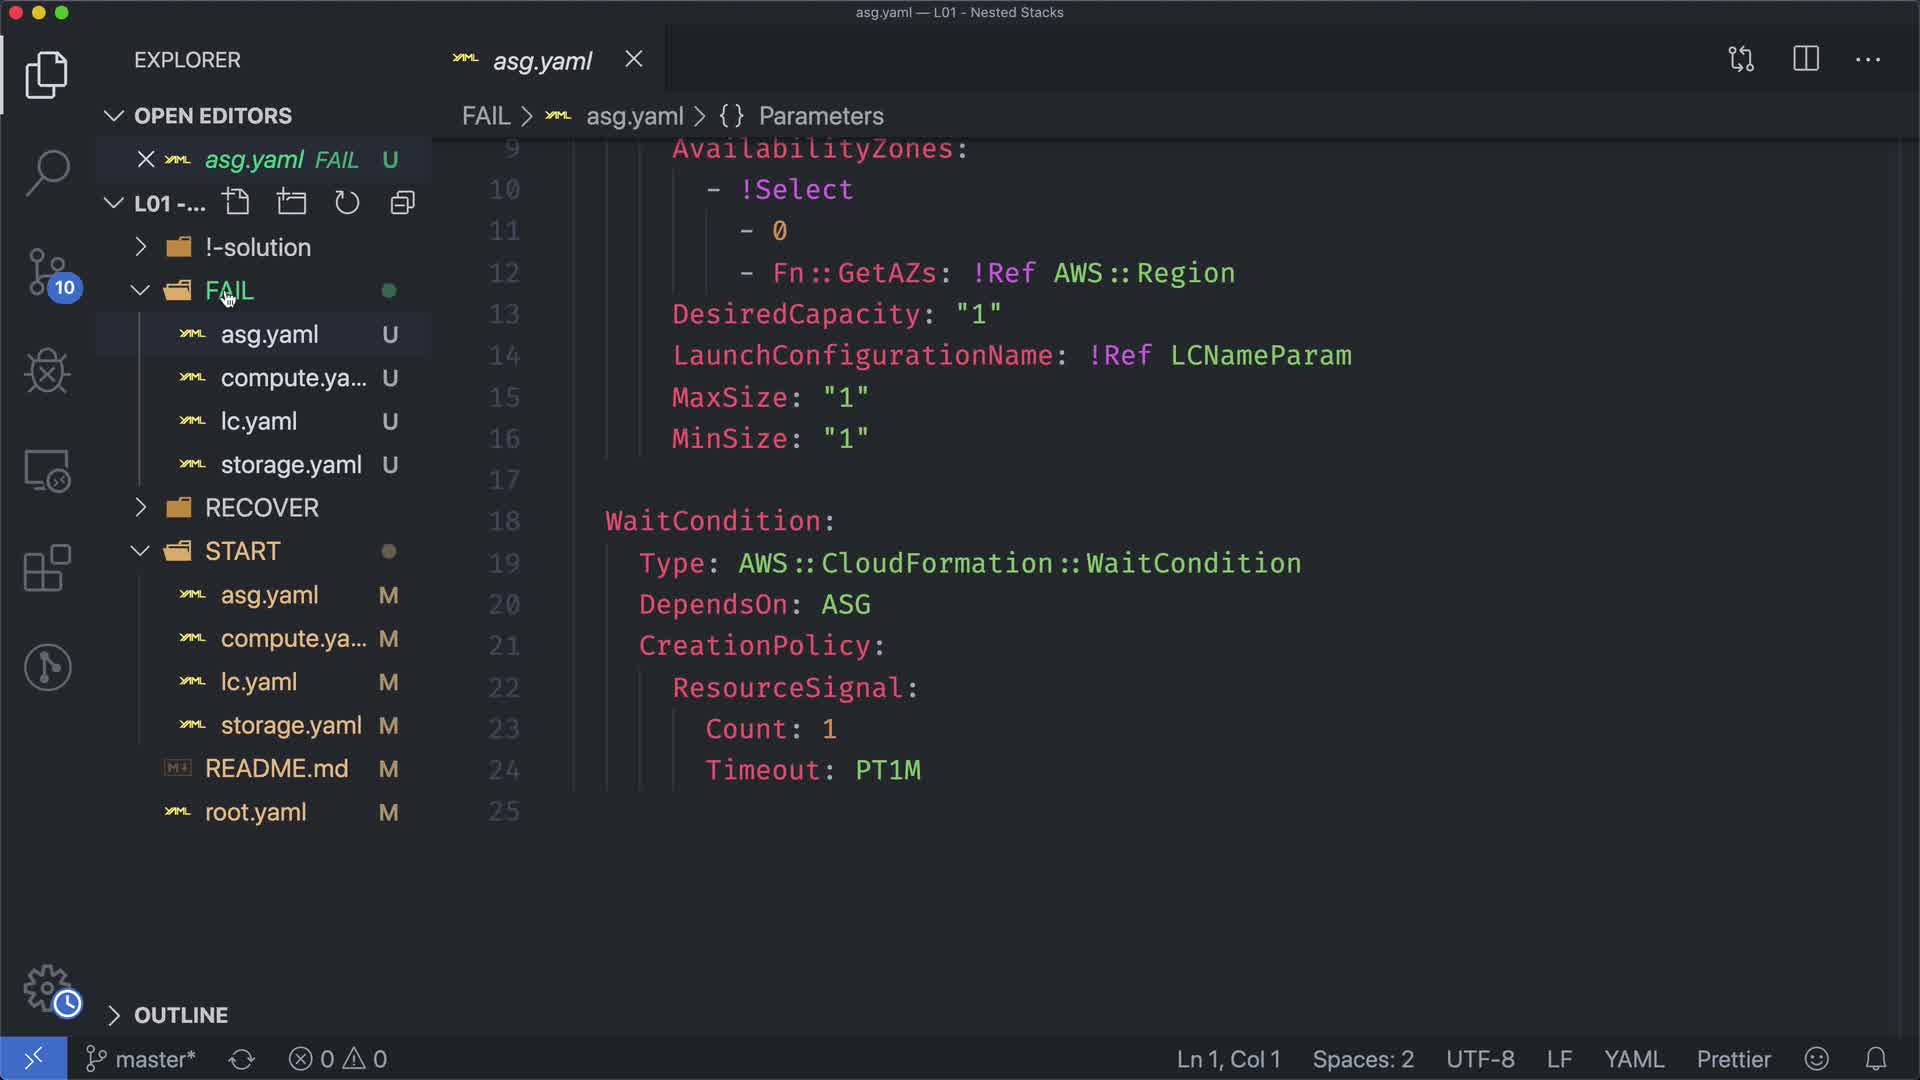 asg.yaml — L01 - Nested Stacks
EXPLORER
OPEN EDITORS
asg.yaml FAIL U
L01 -...
!-solution
FAIL
asg.yaml U
compute.ya... U
lc.yaml U
storage.yaml U
RECOVER
START
asg.yaml M
compute.ya... M
lc.yaml M
storage.yaml M
README.md M
root.yaml M
OUTLINE
10
YAML asg.yaml
FAIL > YAML asg.yaml > {} Parameters
9 AvailabilityZones:
10 - !Select
11 - 0
12 - Fn::GetAZs: !Ref AWS::Region
13 DesiredCapacity: "1"
14 LaunchConfigurationName: !Ref LCNameParam
15 MaxSize: "1"
16 MinSize: "1"
17
18 WaitCondition:
19 Type: AWS::CloudFormation::WaitCondition
20 DependsOn: ASG
21 CreationPolicy:
22 ResourceSignal:
23 Count: 1
24 Timeout: PT1M
25
master* 0 0 Ln 1, Col 1 Spaces: 2 UTF-8 LF YAML Prettier